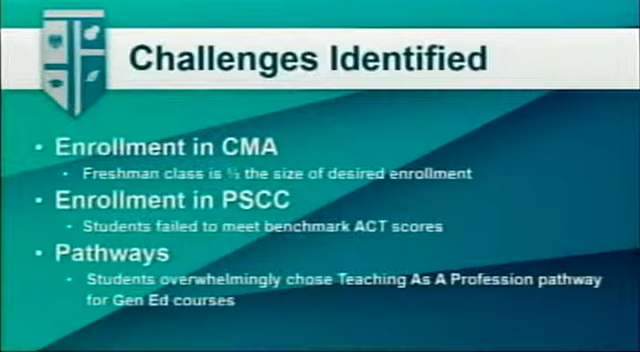 Challenges Identified
• Enrollment in CMA
• Freshman class is ½ the size of desired enrollment
• Enrollment in PSCC
• Students failed to meet benchmark ACT scores
• Pathways
• Students overwhelmingly chose Teaching As A Profession pathway
for Gen Ed courses